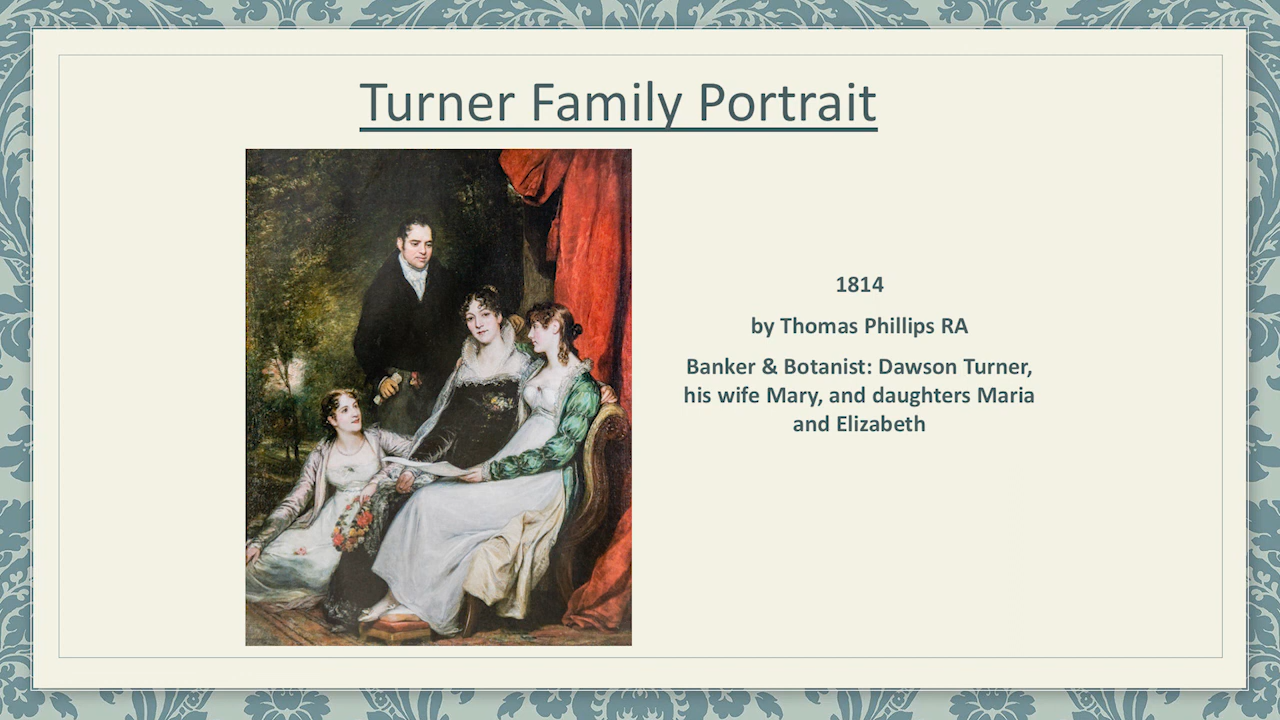 Turner Family Portrait
1814
by Thomas Phillips RA
Banker & Botanist: Dawson Turner,
his wife Mary, and daughters Maria
and Elizabeth